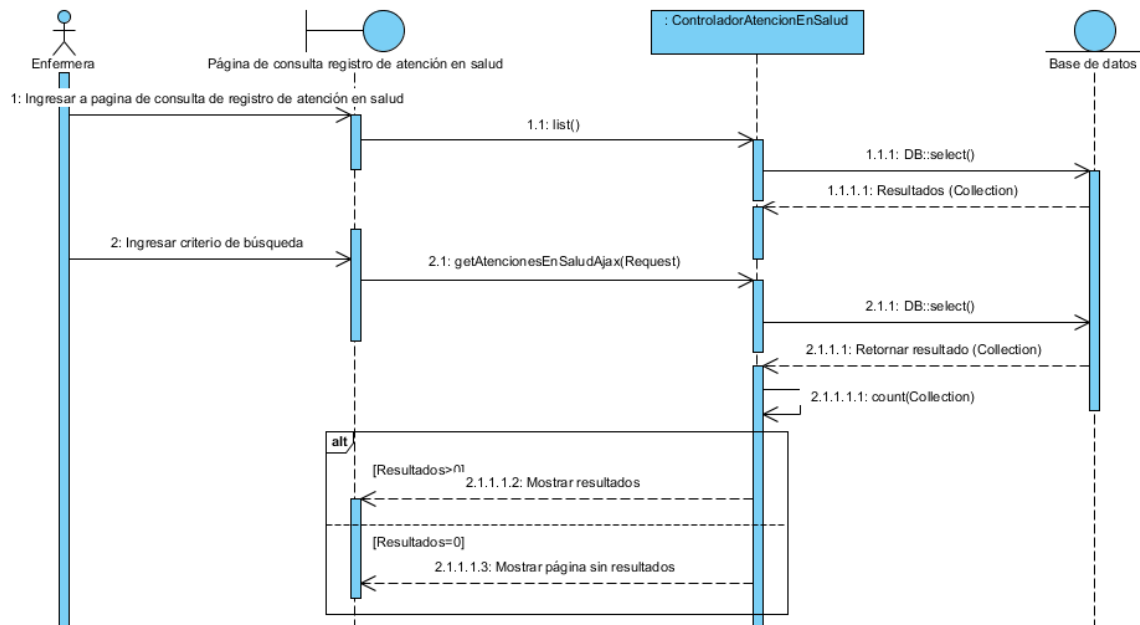 : ControladorAtencionEnSalud
Enfermera
Página de consulta registro de atención en salud
Base de datos
1: Ingresar a pagina de consulta de registro de atención en salud
1.1: list()
1.1.1: DB::select()
1.1.1.1: Resultados (Collection)
2: Ingresar criterio de búsqueda
2.1: getAtencionesEnSaludAjax(Request)
2.1.1: DB::select()
2.1.1.1: Retornar resultado (Collection)
2.1.1.1.1: count(Collection)
alt
[Resultados>0]
2.1.1.1.2: Mostrar resultados
[Resultados=0]
2.1.1.1.3: Mostrar página sin resultados